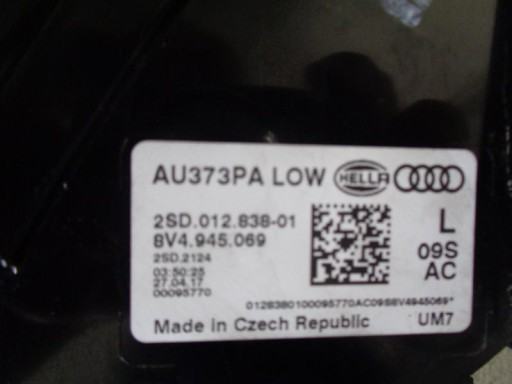 AU373PA LOW HELLA
2SD.012.838-01
8V4.945.069
2SD.2124
03:50:25
27.04.17
00095770
L
09S
AC
0128380100095770AC09S8V4945069*
Made in Czech Republic UM7